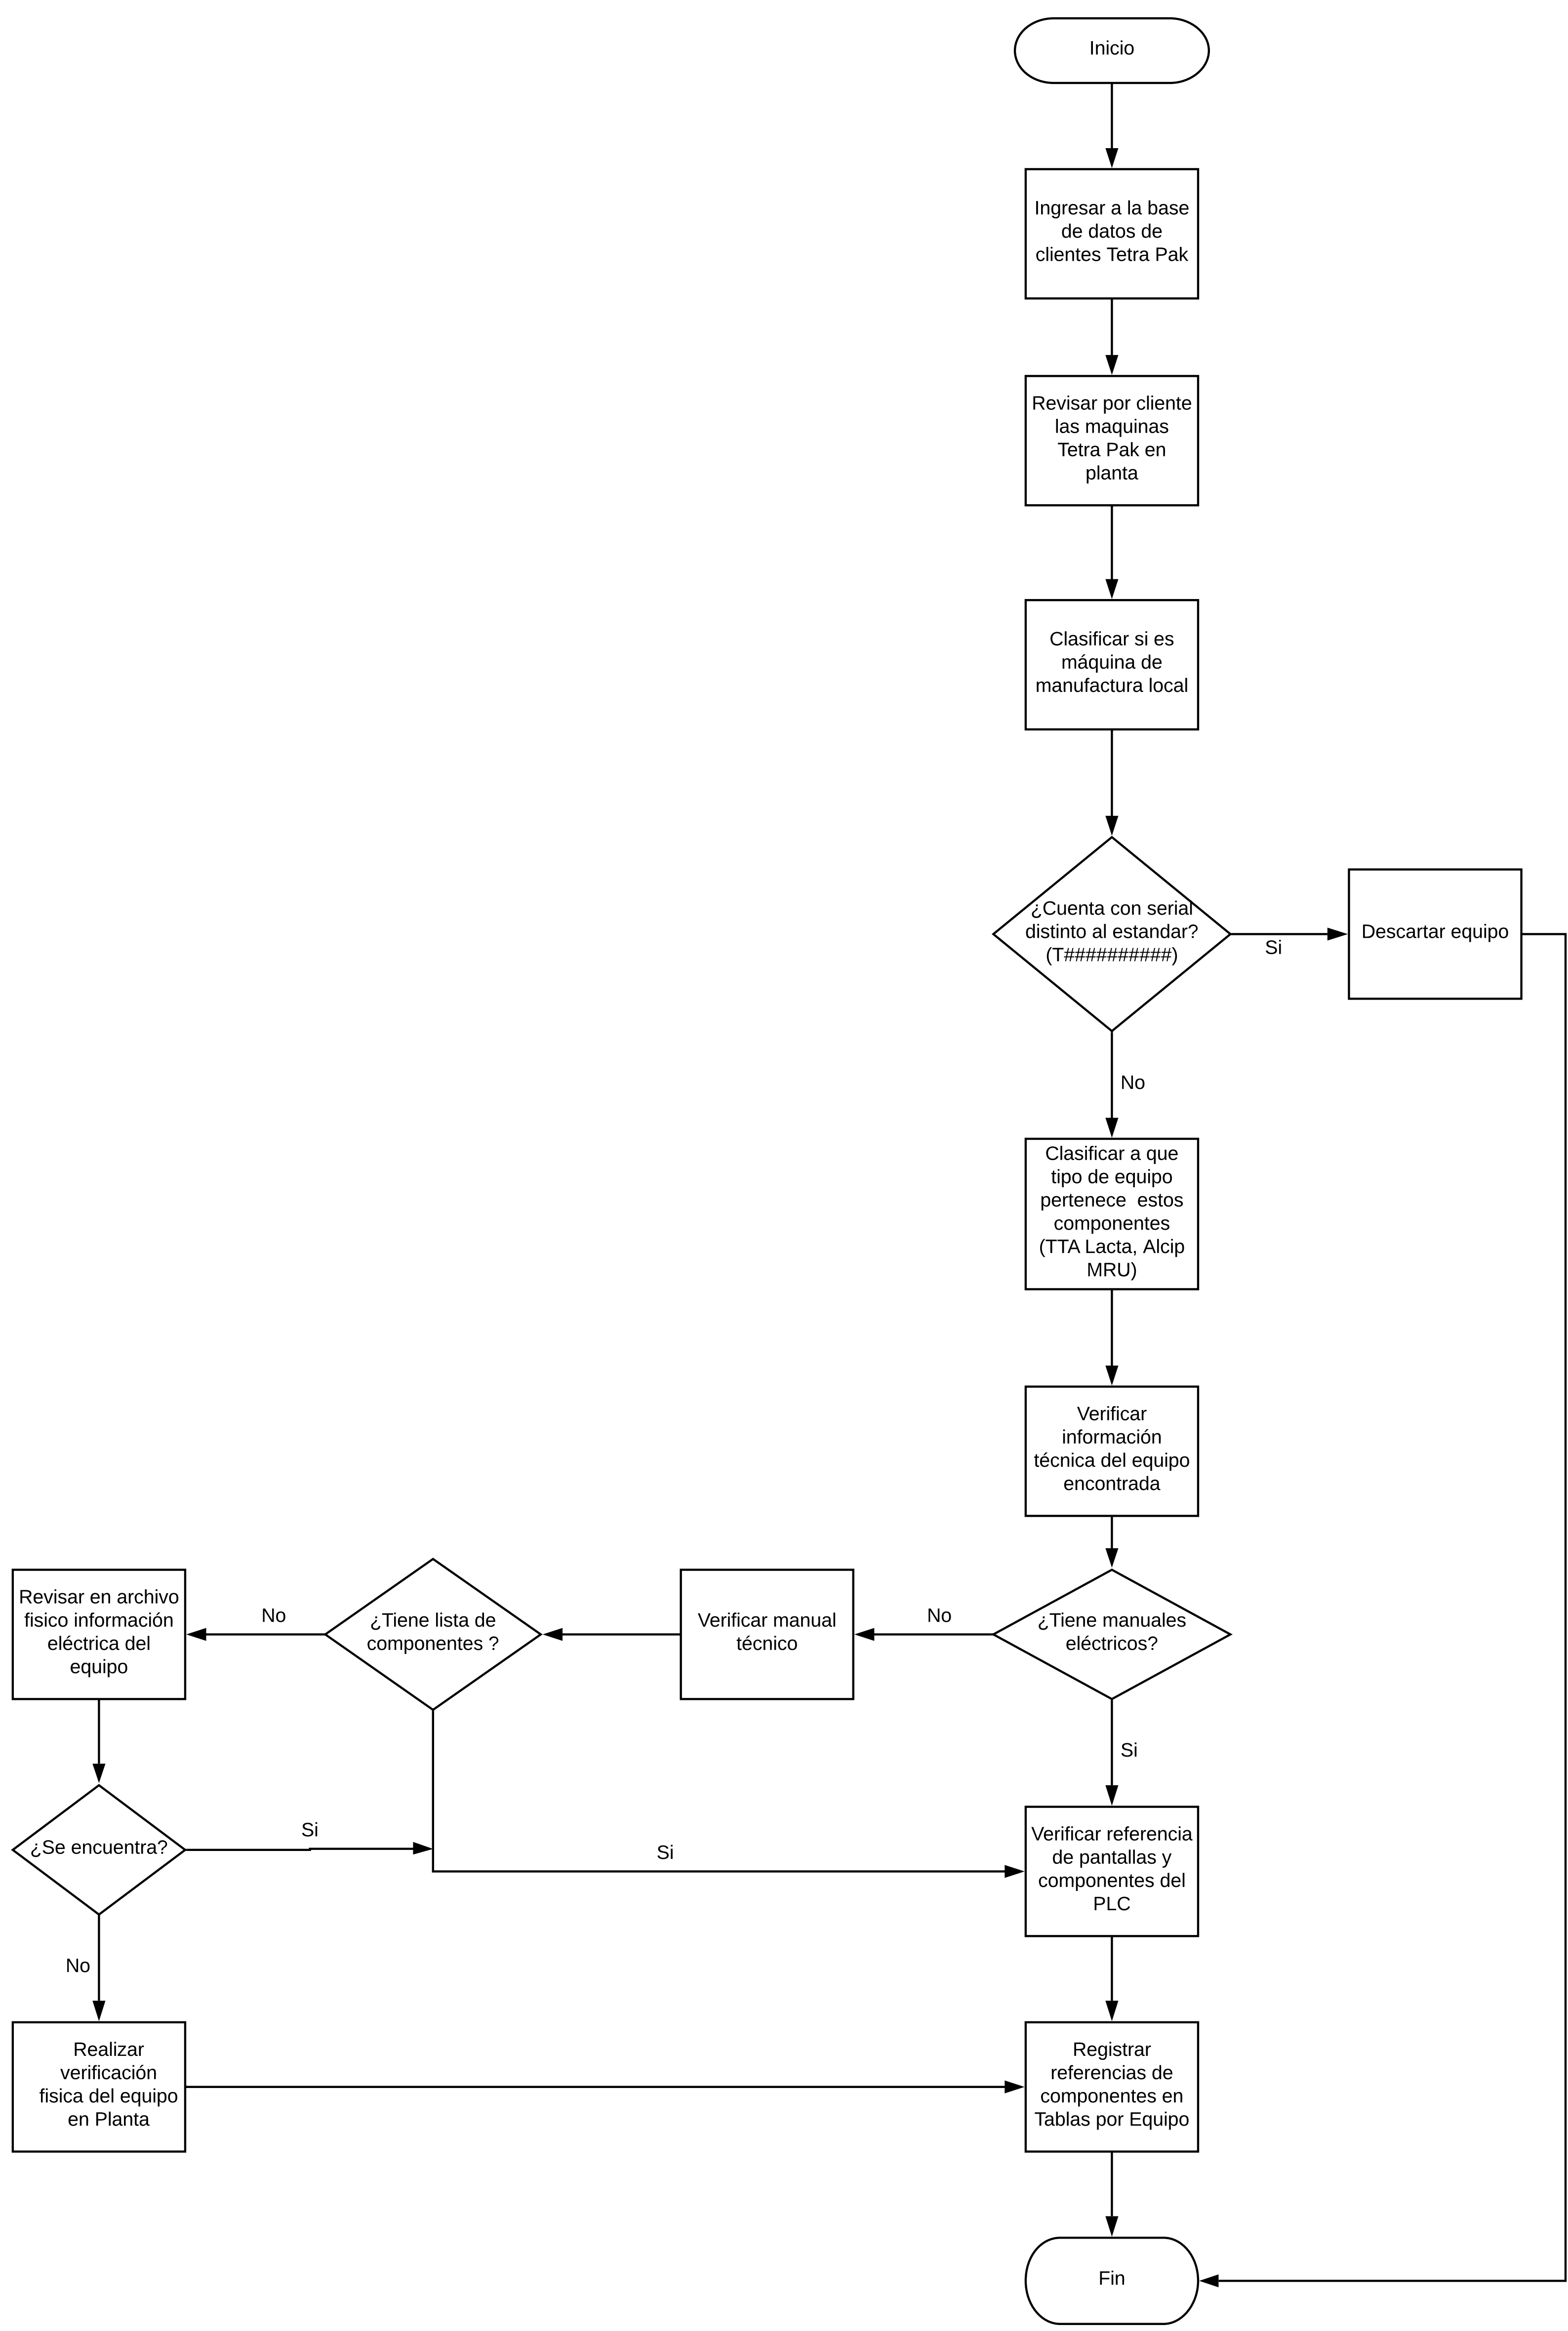 Inicio
Ingresar a la base
de datos de
clientes Tetra Pak
Revisar por cliente
las maquinas
Tetra Pak en
planta
Clasificar si es
máquina de
manufactura local
¿Cuenta con serial
distinto al estandar?
(T##########)
Si
Descartar equipo
No
Clasificar a que
tipo de equipo
pertenece  estos
componentes
(TTA Lacta, Alcip
MRU)
Verificar
información
técnica del equipo
encontrada
¿Tiene manuales
eléctricos?
No
Verificar manual
técnico
¿Tiene lista de
componentes ?
No
Revisar en archivo
fisico información
eléctrica del
equipo
Si
¿Se encuentra?
Si
Si
Verificar referencia
de pantallas y
componentes del
PLC
No
Realizar
verificación
fisica del equipo
en Planta
Registrar
referencias de
componentes en
Tablas por Equipo
Fin